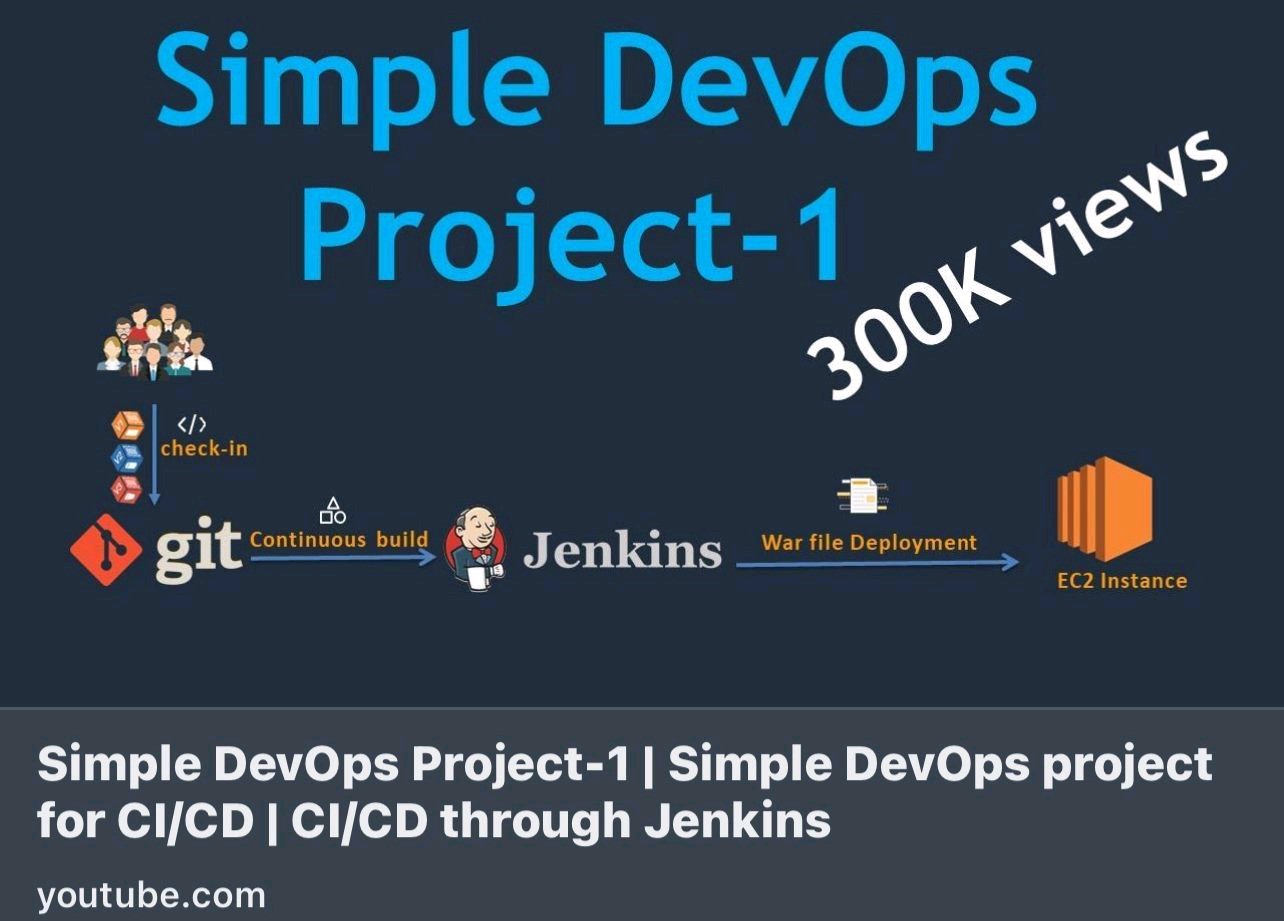 Simple DevOps
Project-1
300K views
</>
check-in
git
Continuous build
Jenkins
War file Deployment
EC2 Instance
Simple DevOps Project-1 | Simple DevOps project
for CI/CD | CI/CD through Jenkins
youtube.com